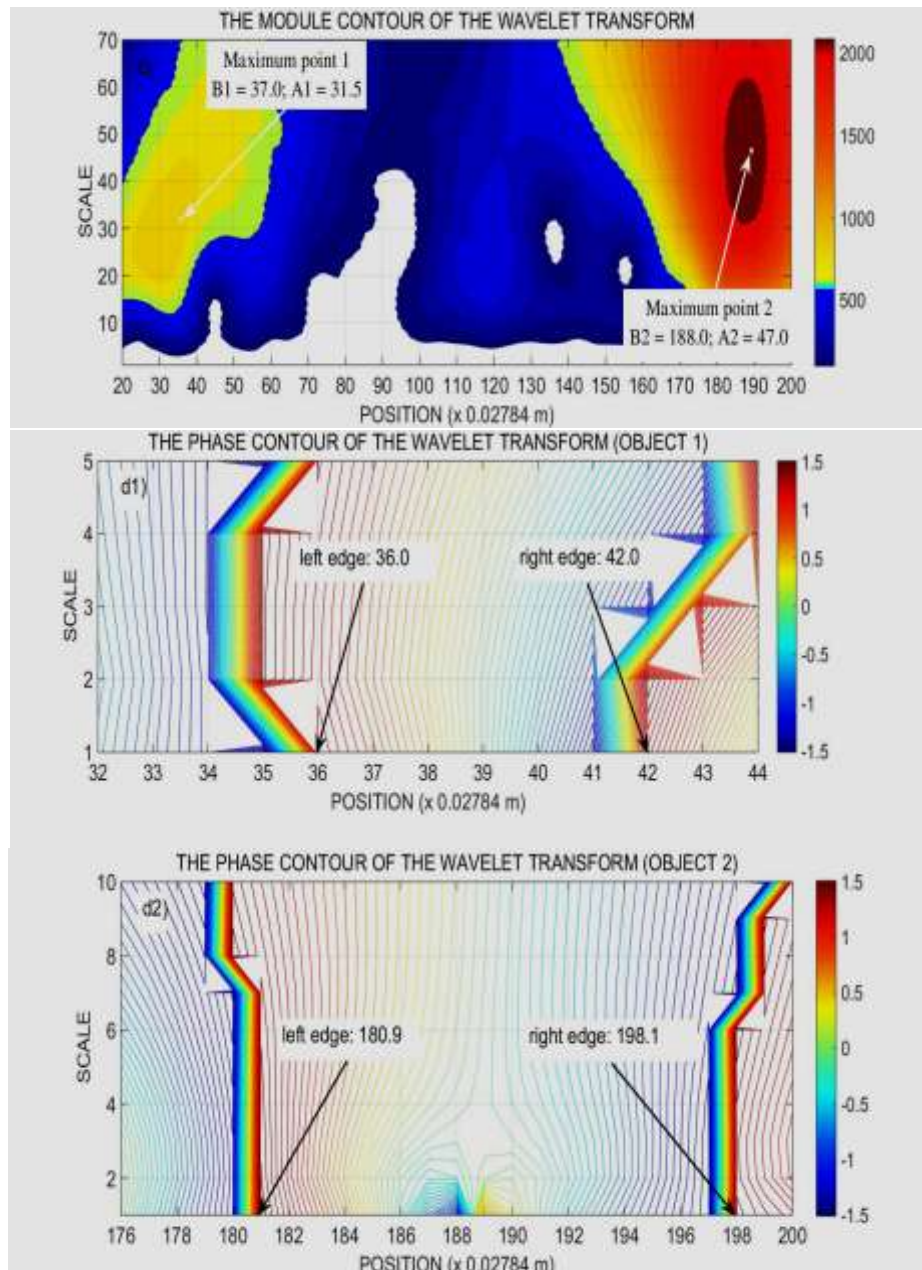 THE MODULE CONTOUR OF THE WAVELET TRANSFORM
70
60
50
40
30
20
10
SCALE
Maximum point 1
B1 = 37.0; A1 = 31.5
Maximum point 2
B2 = 188.0; A2 = 47.0
2000
1500
1000
500
20 30 40 50 60 70 80 90 100 110 120 130 140 150 160 170 180 190 200
POSITION (x 0.02784 m)
THE PHASE CONTOUR OF THE WAVELET TRANSFORM (OBJECT 1)
d1)
5
4
3
2
1
SCALE
left edge: 36.0
right edge: 42.0
1.5
1
0.5
0
-0.5
-1
-1.5
32 33 34 35 36 37 38 39 40 41 42 43 44
POSITION (x 0.02784 m)
THE PHASE CONTOUR OF THE WAVELET TRANSFORM (OBJECT 2)
d2)
10
8
6
4
2
SCALE
left edge: 180.9
right edge: 198.1
1.5
1
0.5
0
-0.5
-1
-1.5
176 178 180 182 184 186 188 190 192 194 196 198 200
POSITION (x 0.02784 m)